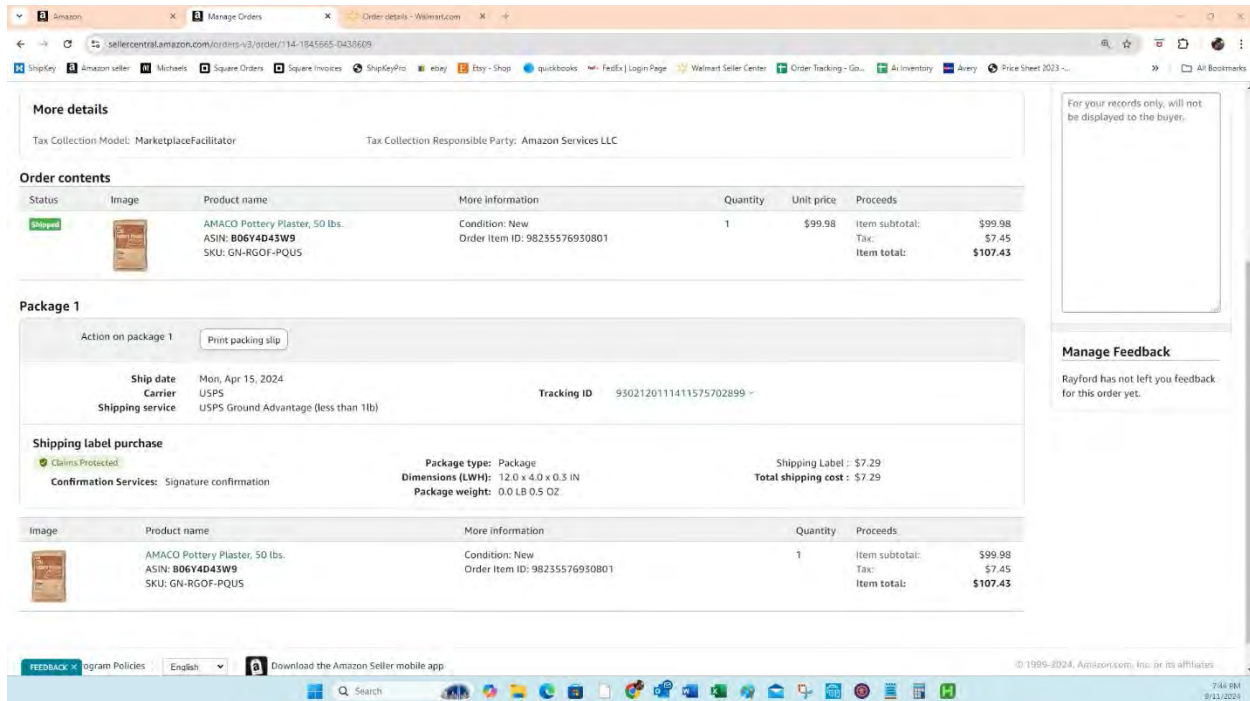 Amazon
Manage Orders
Order details - Walmart.com
sellercentral.amazon.com/orders-v3/order/114-1845665-0438609
ShipKey Amazon seller Michaels Square Orders Square Invoices ShipKeyPro ebay Etsy - Shop quickbooks FedEx | Login Page Walmart Seller Center Order Tracking - Go... Inventory Avery Price Sheet 2023 -... » All Bookmarks
More details
Tax Collection Model: MarketplaceFacilitator Tax Collection Responsible Party: Amazon Services LLC
For your records only, will not
be displayed to the buyer.
Order contents
Status Image Product name More information Quantity Unit price Proceeds
Shipped AMACO Pottery Plaster, 50 lbs. Condition: New 1 $99.98 Item subtotal: $99.98
ASIN: B06Y4D43W9 Order Item ID: 98235576930801 Tax: $7.45
SKU: GN-RGOF-PQUS Item total: $107.43
Package 1
Action on package 1 Print packing slip
Ship date Mon, Apr 15, 2024
Carrier USPS Tracking ID 9302120111411575702899
Shipping service USPS Ground Advantage (less than 1lb)
Manage Feedback
Rayford has not left you feedback
for this order yet.
Shipping label purchase
Claims Protected Package type: Package Shipping Label : $7.29
Confirmation Services: Signature confirmation Dimensions (LWH): 12.0 x 4.0 x 0.3 IN Total shipping cost : $7.29
Package weight: 0.0 LB 0.5 OZ
Image Product name More information Quantity Proceeds
AMACO Pottery Plaster, 50 lbs. Condition: New 1 Item subtotal: $99.98
ASIN: B06Y4D43W9 Order Item ID: 98235576930801 Tax: $7.45
SKU: GN-RGOF-PQUS Item total: $107.43
FEEDBACK × ogram Policies English Download the Amazon Seller mobile app © 1999-2024, Amazon.com, Inc. or its affiliates
Search
7:44 PM
9/11/2024